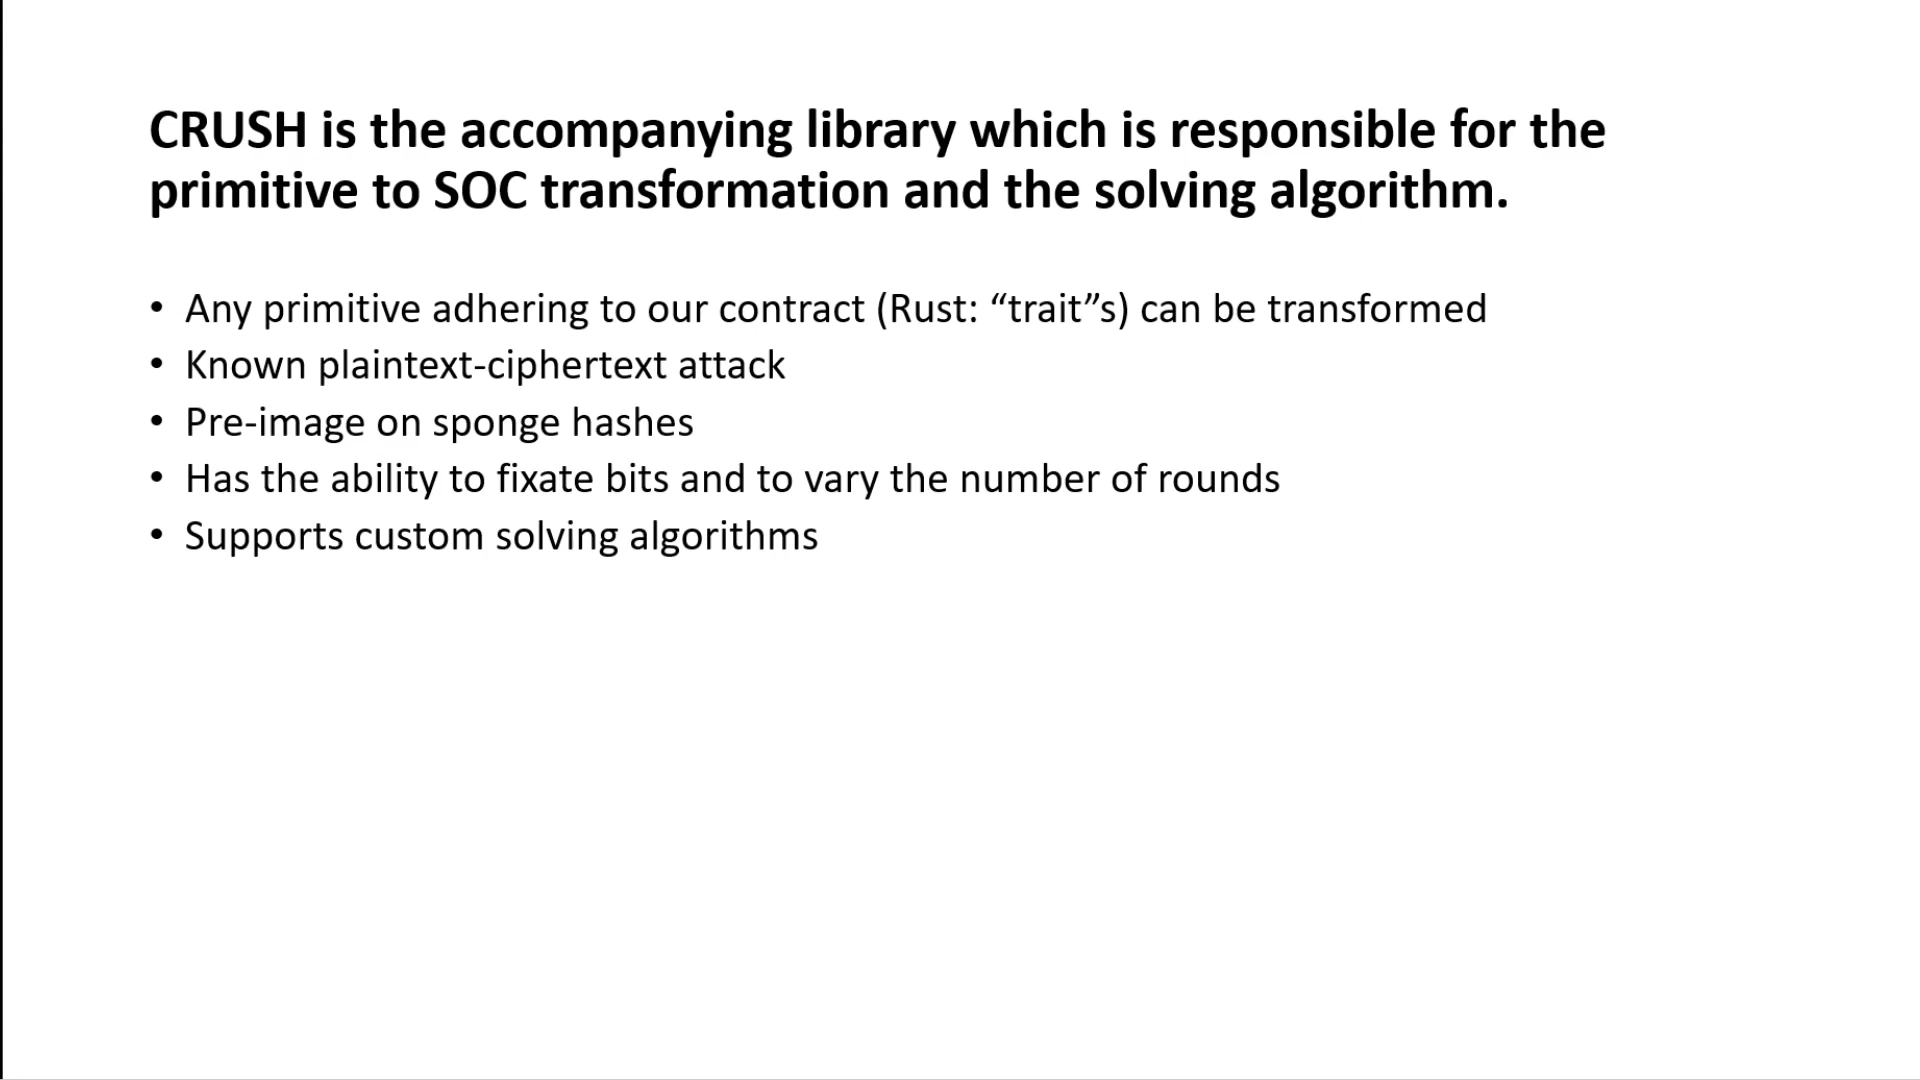 CRUSH is the accompanying library which is responsible for the
primitive to SOC transformation and the solving algorithm.
• Any primitive adhering to our contract (Rust: “trait”s) can be transformed
• Known plaintext-ciphertext attack
• Pre-image on sponge hashes
• Has the ability to fixate bits and to vary the number of rounds
• Supports custom solving algorithms